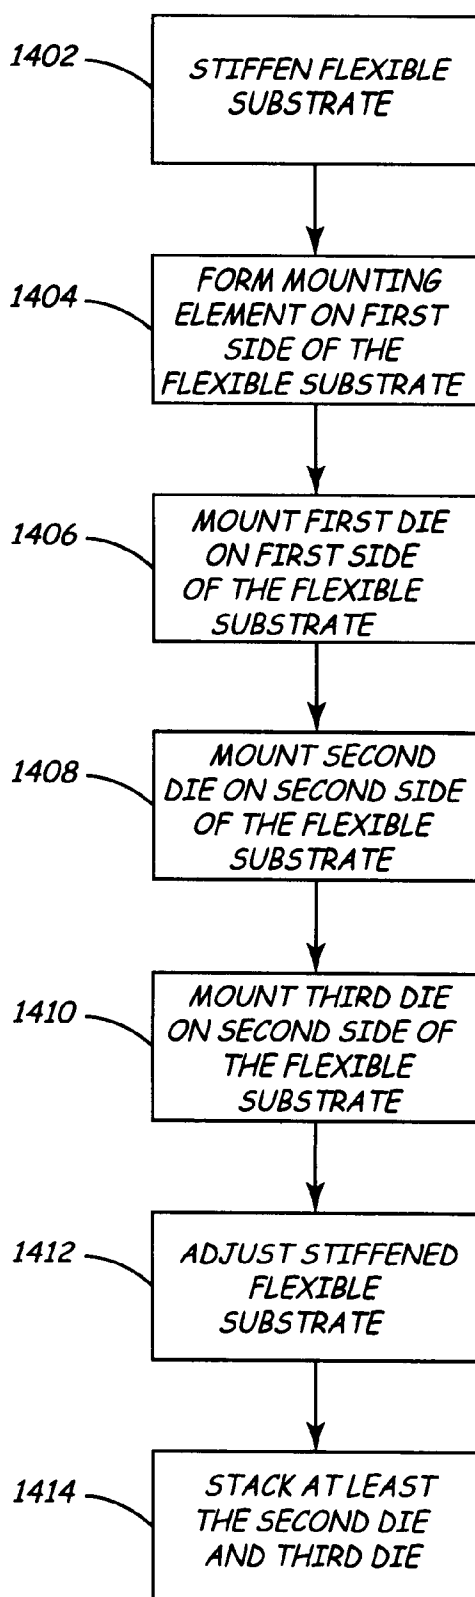 1402
STIFFEN FLEXIBLE
SUBSTRATE
1404
FORM MOUNTING
ELEMENT ON FIRST
SIDE OF THE
FLEXIBLE SUBSTRATE
1406
MOUNT FIRST DIE
ON FIRST SIDE
OF THE FLEXIBLE
SUBSTRATE
1408
MOUNT SECOND
DIE ON SECOND SIDE
OF THE FLEXIBLE
SUBSTRATE
1410
MOUNT THIRD DIE
ON SECOND SIDE OF
THE FLEXIBLE
SUBSTRATE
1412
ADJUST STIFFENED
FLEXIBLE
SUBSTRATE
1414
STACK AT LEAST
THE SECOND DIE
AND THIRD DIE